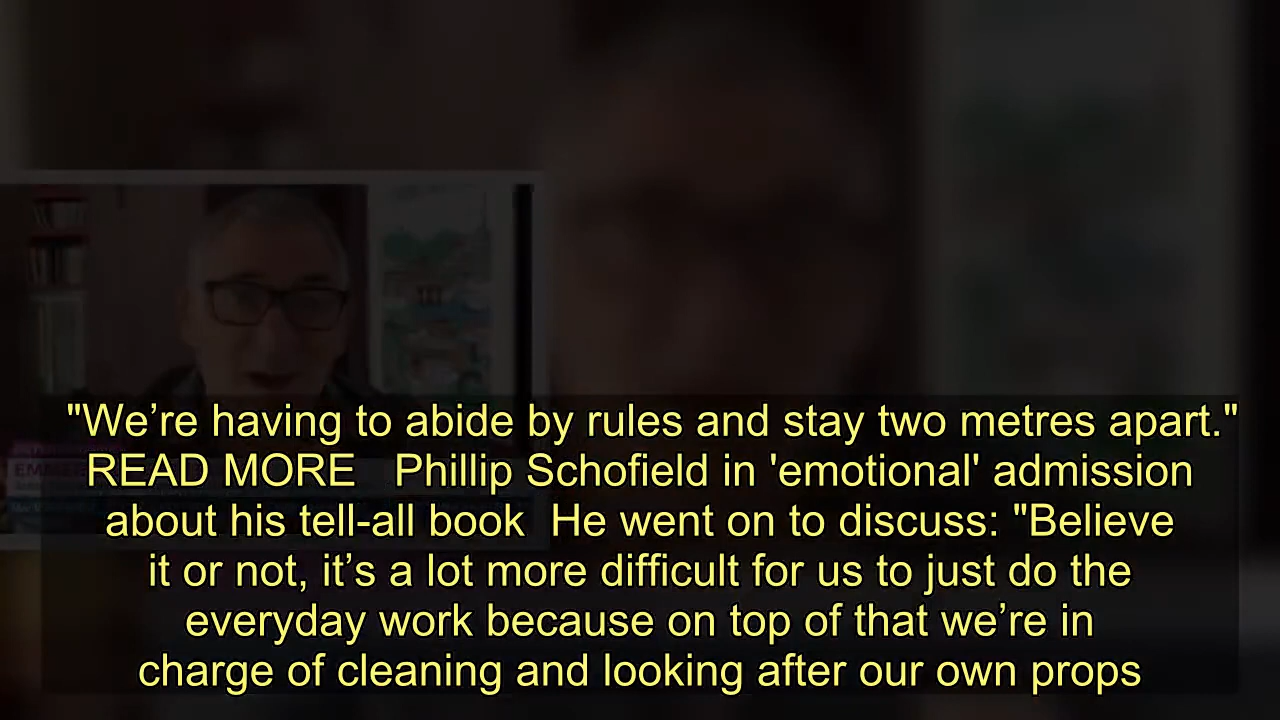 "We’re having to abide by rules and stay two metres apart."
READ MORE Phillip Schofield in 'emotional' admission
about his tell-all book He went on to discuss: "Believe
it or not, it’s a lot more difficult for us to just do the
everyday work because on top of that we’re in
charge of cleaning and looking after our own props